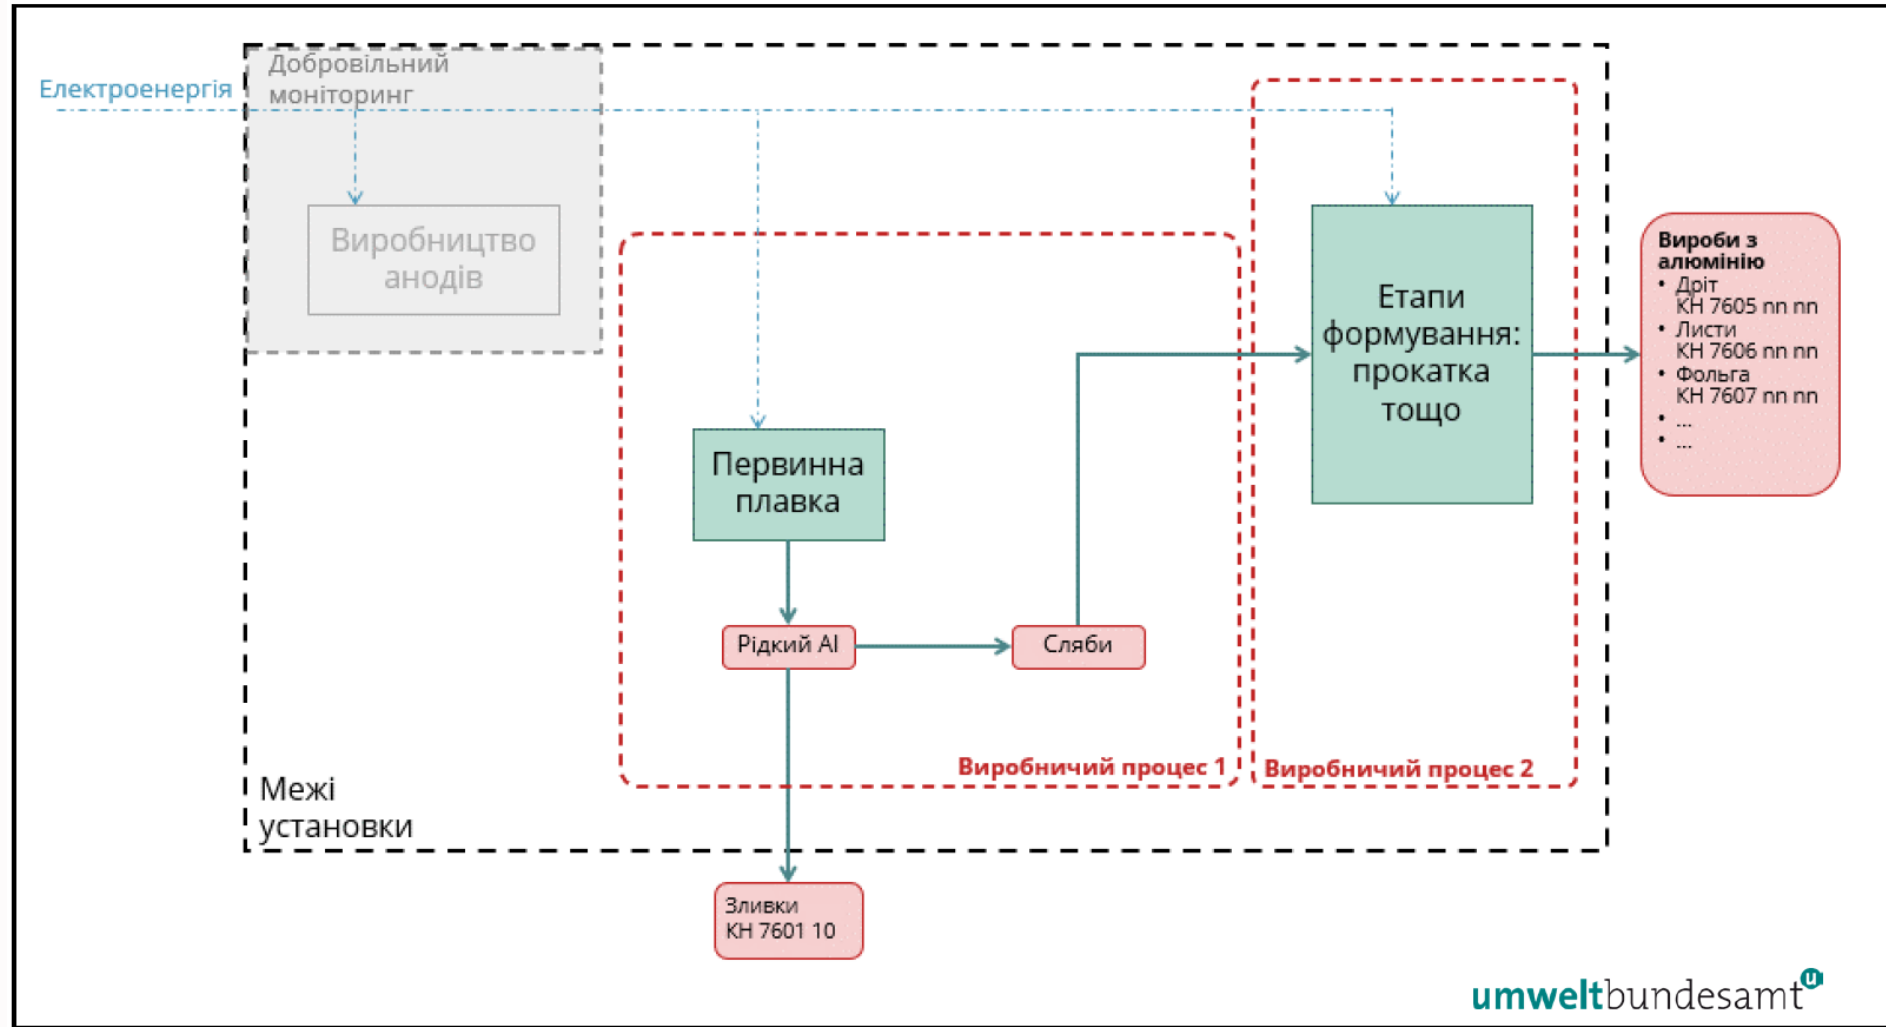 Добровільний
моніторинг
Електроенергія
Виробництво
анодів
Етапи
формування:
прокатка
тощо
Вироби з
алюмінію
• Дріт
КН 7605 nn nn
• Листи
КН 7606 nn nn
• Фольга
КН 7607 nn nn
• ...
• ...
Первинна
плавка
Рідкий Al
Сляби
Виробничий процес 1
Виробничий процес 2
Межі
установки
Зливки
КН 7601 10
umweltbundesamt
u